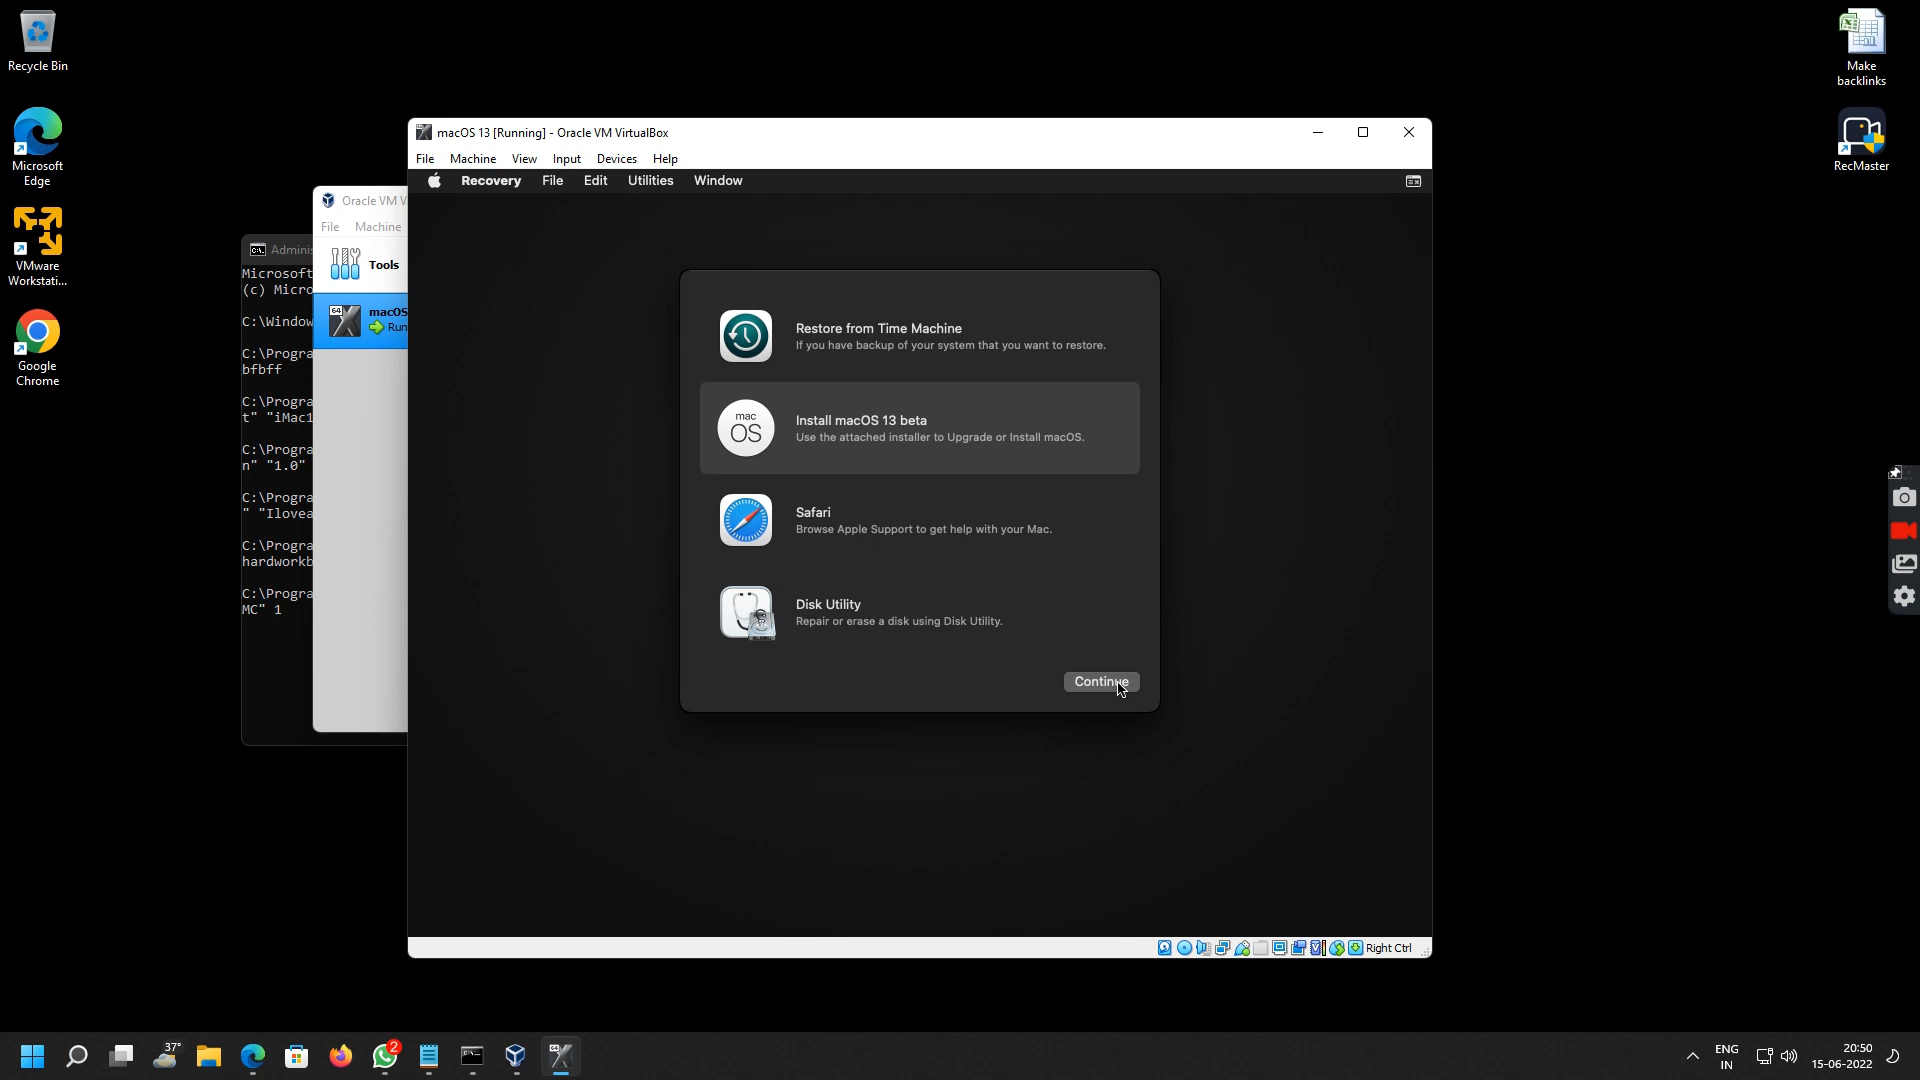 Recycle Bin
Microsoft
Edge
VMware
Workstati...
Google
Chrome
Make
backlinks
RecMaster
Adminis
Microsoft
(c) Micro
C:\Window
C:\Progra
bfbff
C:\Progra
t" "iMac1
C:\Progra
n" "1.0"
C:\Progra
" "Ilovea
C:\Progra
hardworkb
C:\Progra
MC" 1
Oracle VM V
File Machine
Tools
64
macOS
Run
macOS 13 [Running] - Oracle VM VirtualBox
File Machine View Input Devices Help
Recovery File Edit Utilities Window
Restore from Time Machine
If you have backup of your system that you want to restore.
mac
OS
Install macOS 13 beta
Use the attached installer to Upgrade or Install macOS.
Safari
Browse Apple Support to get help with your Mac.
Disk Utility
Repair or erase a disk using Disk Utility.
Continue
Right Ctrl
37°
2
ENG
IN
20:50
15-06-2022